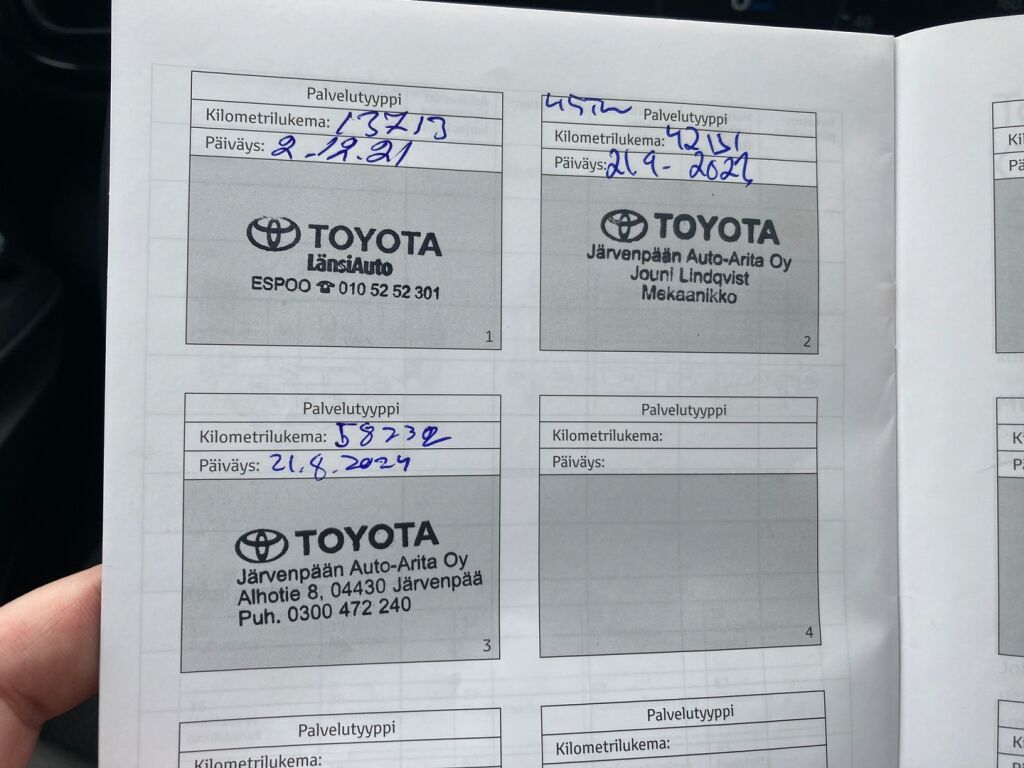 Palvelutyyppi
Kilometrilukema: 13713
Päiväys: 2.12.21
TOYOTA
LänsiAuto
ESPOO ☎ 010 52 52 301
1
45TKM
Palvelutyyppi
Kilometrilukema: 42151
Päiväys: 21.9-
TOYOTA
Järvenpään Auto-Arita Oy
Jouni Lindqvist
Mekaanikko
2
Palvelutyyppi
Kilometrilukema: 58232
Päiväys: 21.8.2024
TOYOTA
Järvenpään Auto-Arita Oy
Alhotie 8, 04430 Järvenpää
Puh. 0300 472 240
3
Palvelutyyppi
Kilometrilukema:
Päiväys:
4
Palvelutyyppi
Kilometrilukema:
Palvelutyyppi
Kilometrilukema: